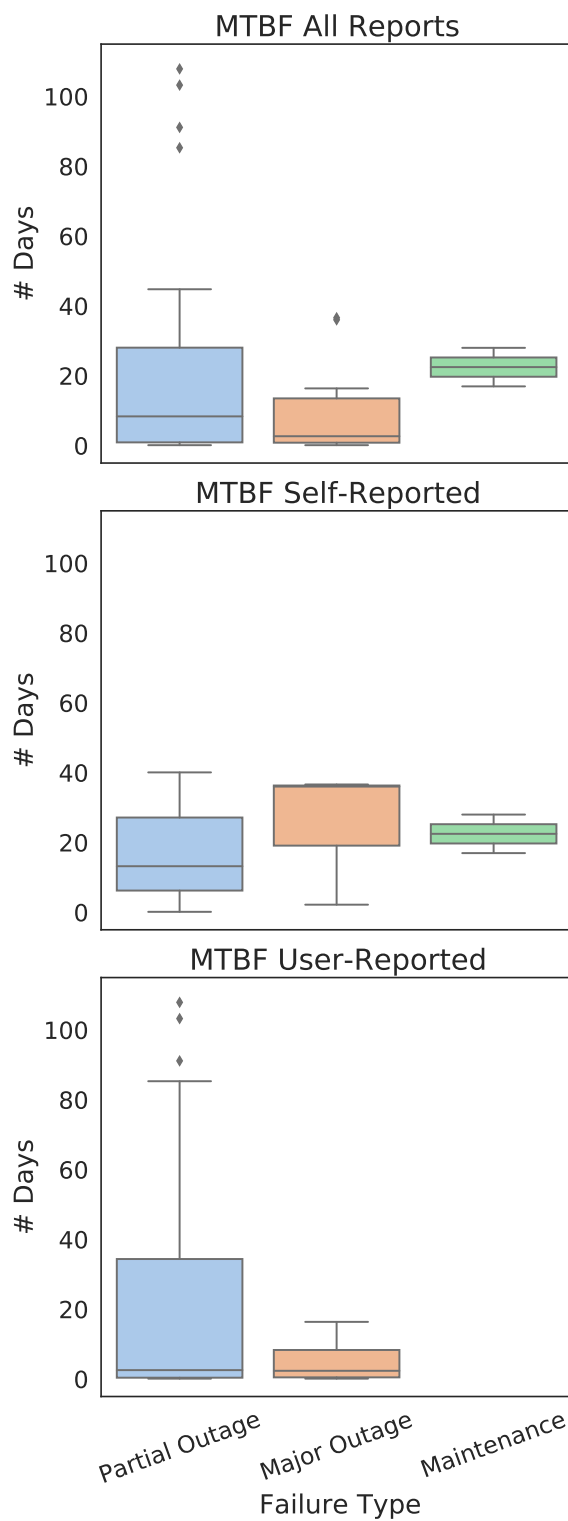 MTBF All Reports
100
80
60
40
20
0
# Days
MTBF Self-Reported
100
80
60
40
20
0
# Days
MTBF User-Reported
100
80
60
40
20
0
# Days
Partial Outage
Major Outage
Maintenance
Failure Type